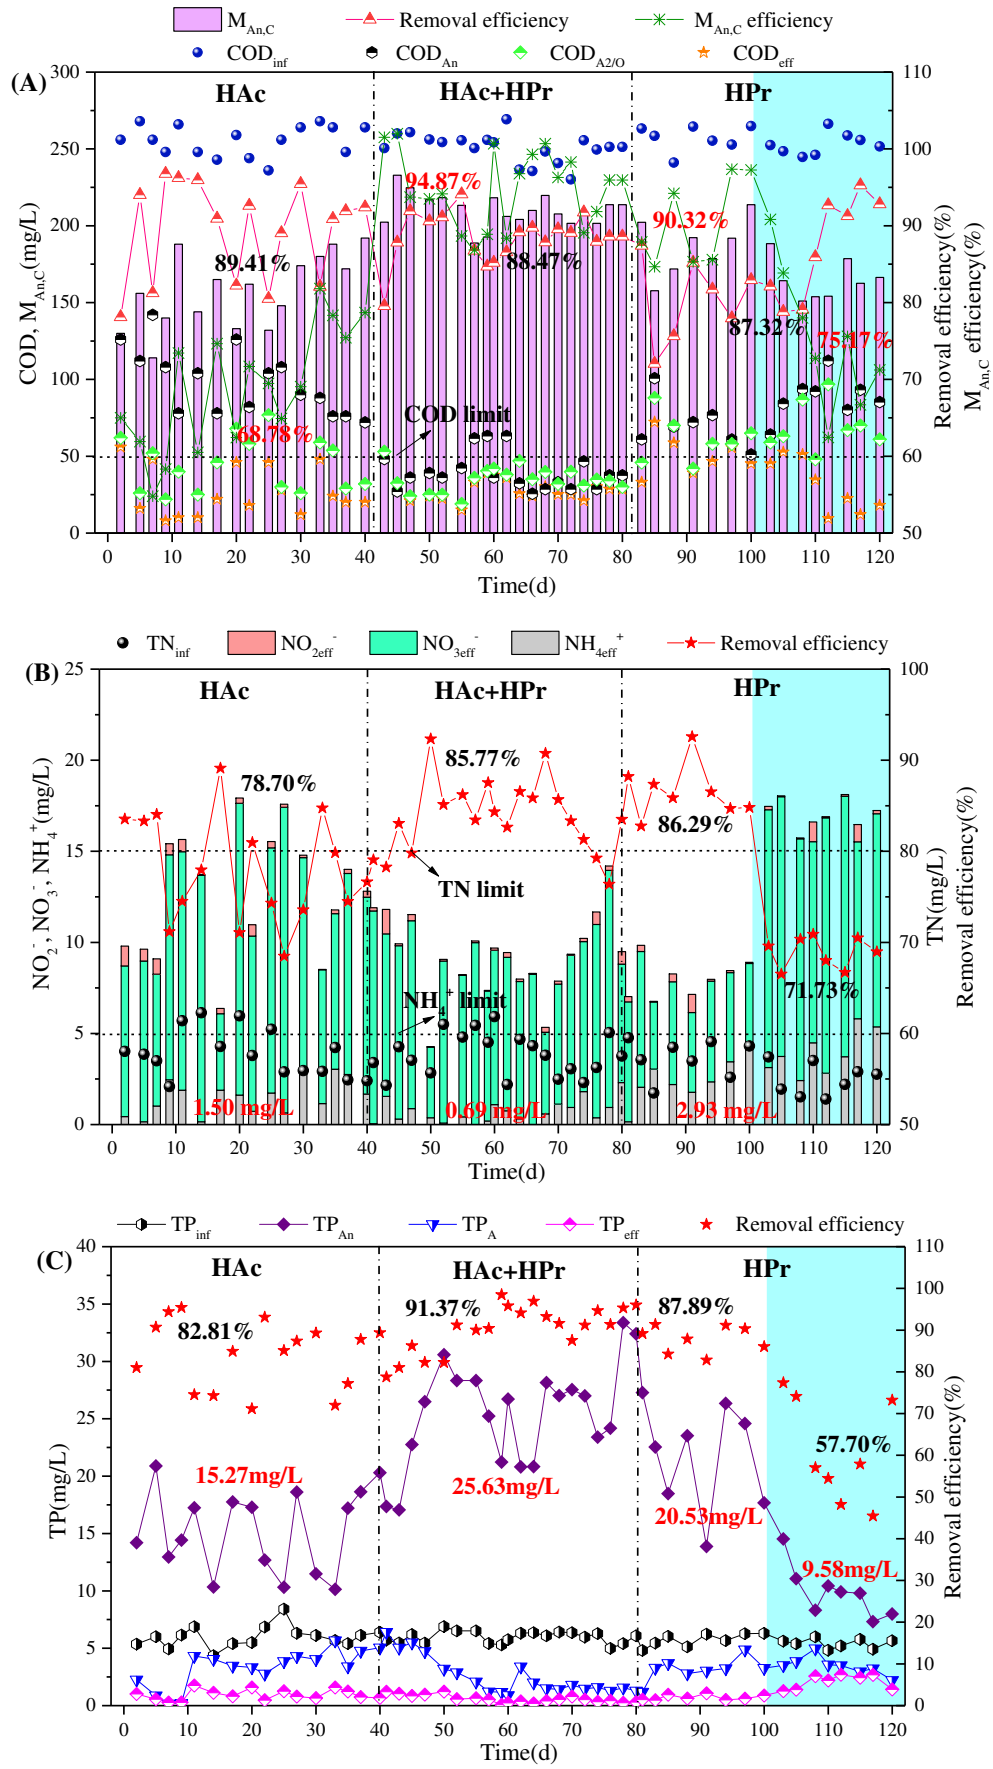 M_An,C Removal efficiency M_An,C efficiency
COD_inf COD_An COD_A2/O COD_eff
(A)
300 250 200 150 100 50 0
COD, M_An,C(mg/L)
HAc HAc+HPr HPr
94.87%
90.32%
89.41%
88.47%
87.32%
75.17%
68.78%
COD limit
110 100 90 80 70 60 50
Removal efficiency(%)
M_An,C efficiency(%)
0 10 20 30 40 50 60 70 80 90 100 110 120
Time(d)
TN_inf NO_2eff^- NO_3eff^- NH_4eff^+ Removal efficiency
(B)
25 20 15 10 5 0
NO_2^-, NO_3^-, NH_4^+(mg/L)
HAc HAc+HPr HPr
78.70%
85.77%
86.29%
TN limit
NH_4^+ limit
71.73%
1.50 mg/L
0.69 mg/L
2.93 mg/L
100 90 80 70 60 50
TN(mg/L)
Removal efficiency(%)
0 10 20 30 40 50 60 70 80 90 100 110 120
Time(d)
TP_inf TP_An TP_A TP_eff Removal efficiency
(C)
40 35 30 25 20 15 10 5 0
TP(mg/L)
HAc HAc+HPr HPr
82.81%
91.37%
87.89%
57.70%
15.27mg/L
25.63mg/L
20.53mg/L
9.58mg/L
110 100 90 80 70 60 50 40 30 20 10 0
Removal efficiency(%)
0 10 20 30 40 50 60 70 80 90 100 110 120
Time(d)